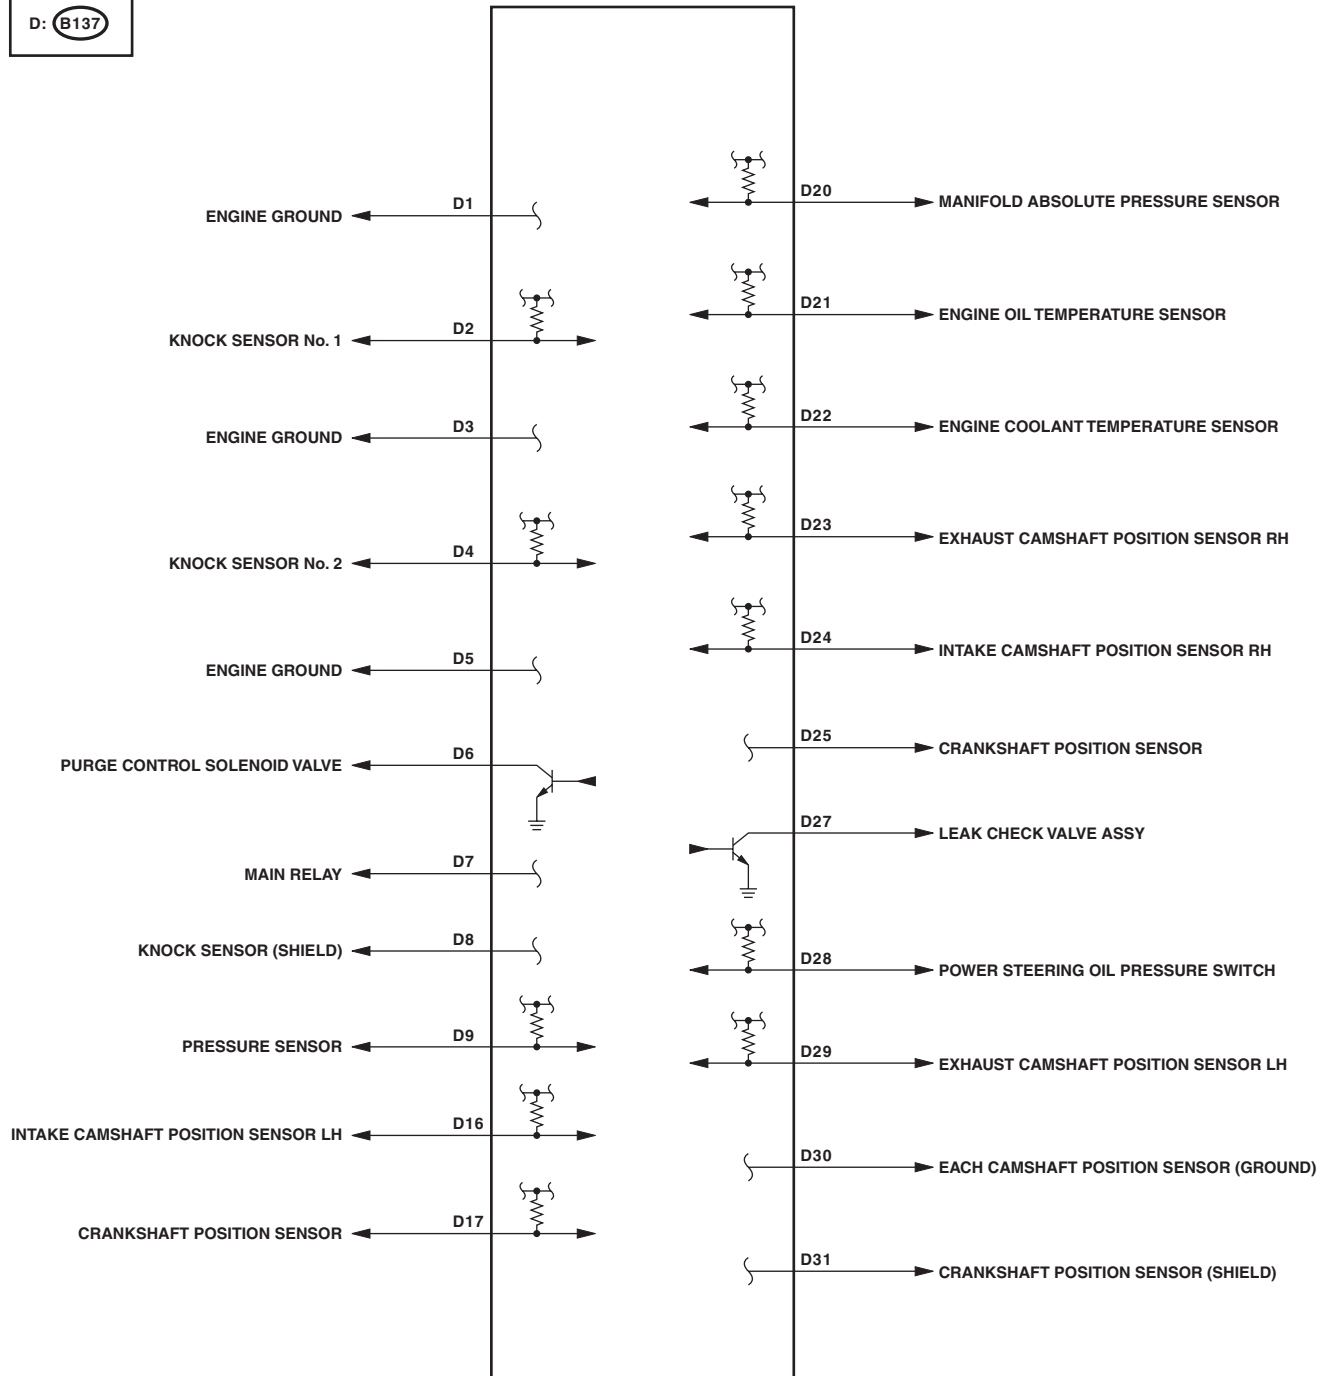 D: B137
D1
ENGINE GROUND
D2
KNOCK SENSOR No. 1
D3
ENGINE GROUND
D4
KNOCK SENSOR No. 2
D5
ENGINE GROUND
D6
PURGE CONTROL SOLENOID VALVE
D7
MAIN RELAY
D8
KNOCK SENSOR (SHIELD)
D9
PRESSURE SENSOR
D16
INTAKE CAMSHAFT POSITION SENSOR LH
D17
CRANKSHAFT POSITION SENSOR
D20
MANIFOLD ABSOLUTE PRESSURE SENSOR
D21
ENGINE OIL TEMPERATURE SENSOR
D22
ENGINE COOLANT TEMPERATURE SENSOR
D23
EXHAUST CAMSHAFT POSITION SENSOR RH
D24
INTAKE CAMSHAFT POSITION SENSOR RH
D25
CRANKSHAFT POSITION SENSOR
D27
LEAK CHECK VALVE ASSY
D28
POWER STEERING OIL PRESSURE SWITCH
D29
EXHAUST CAMSHAFT POSITION SENSOR LH
D30
EACH CAMSHAFT POSITION SENSOR (GROUND)
D31
CRANKSHAFT POSITION SENSOR (SHIELD)